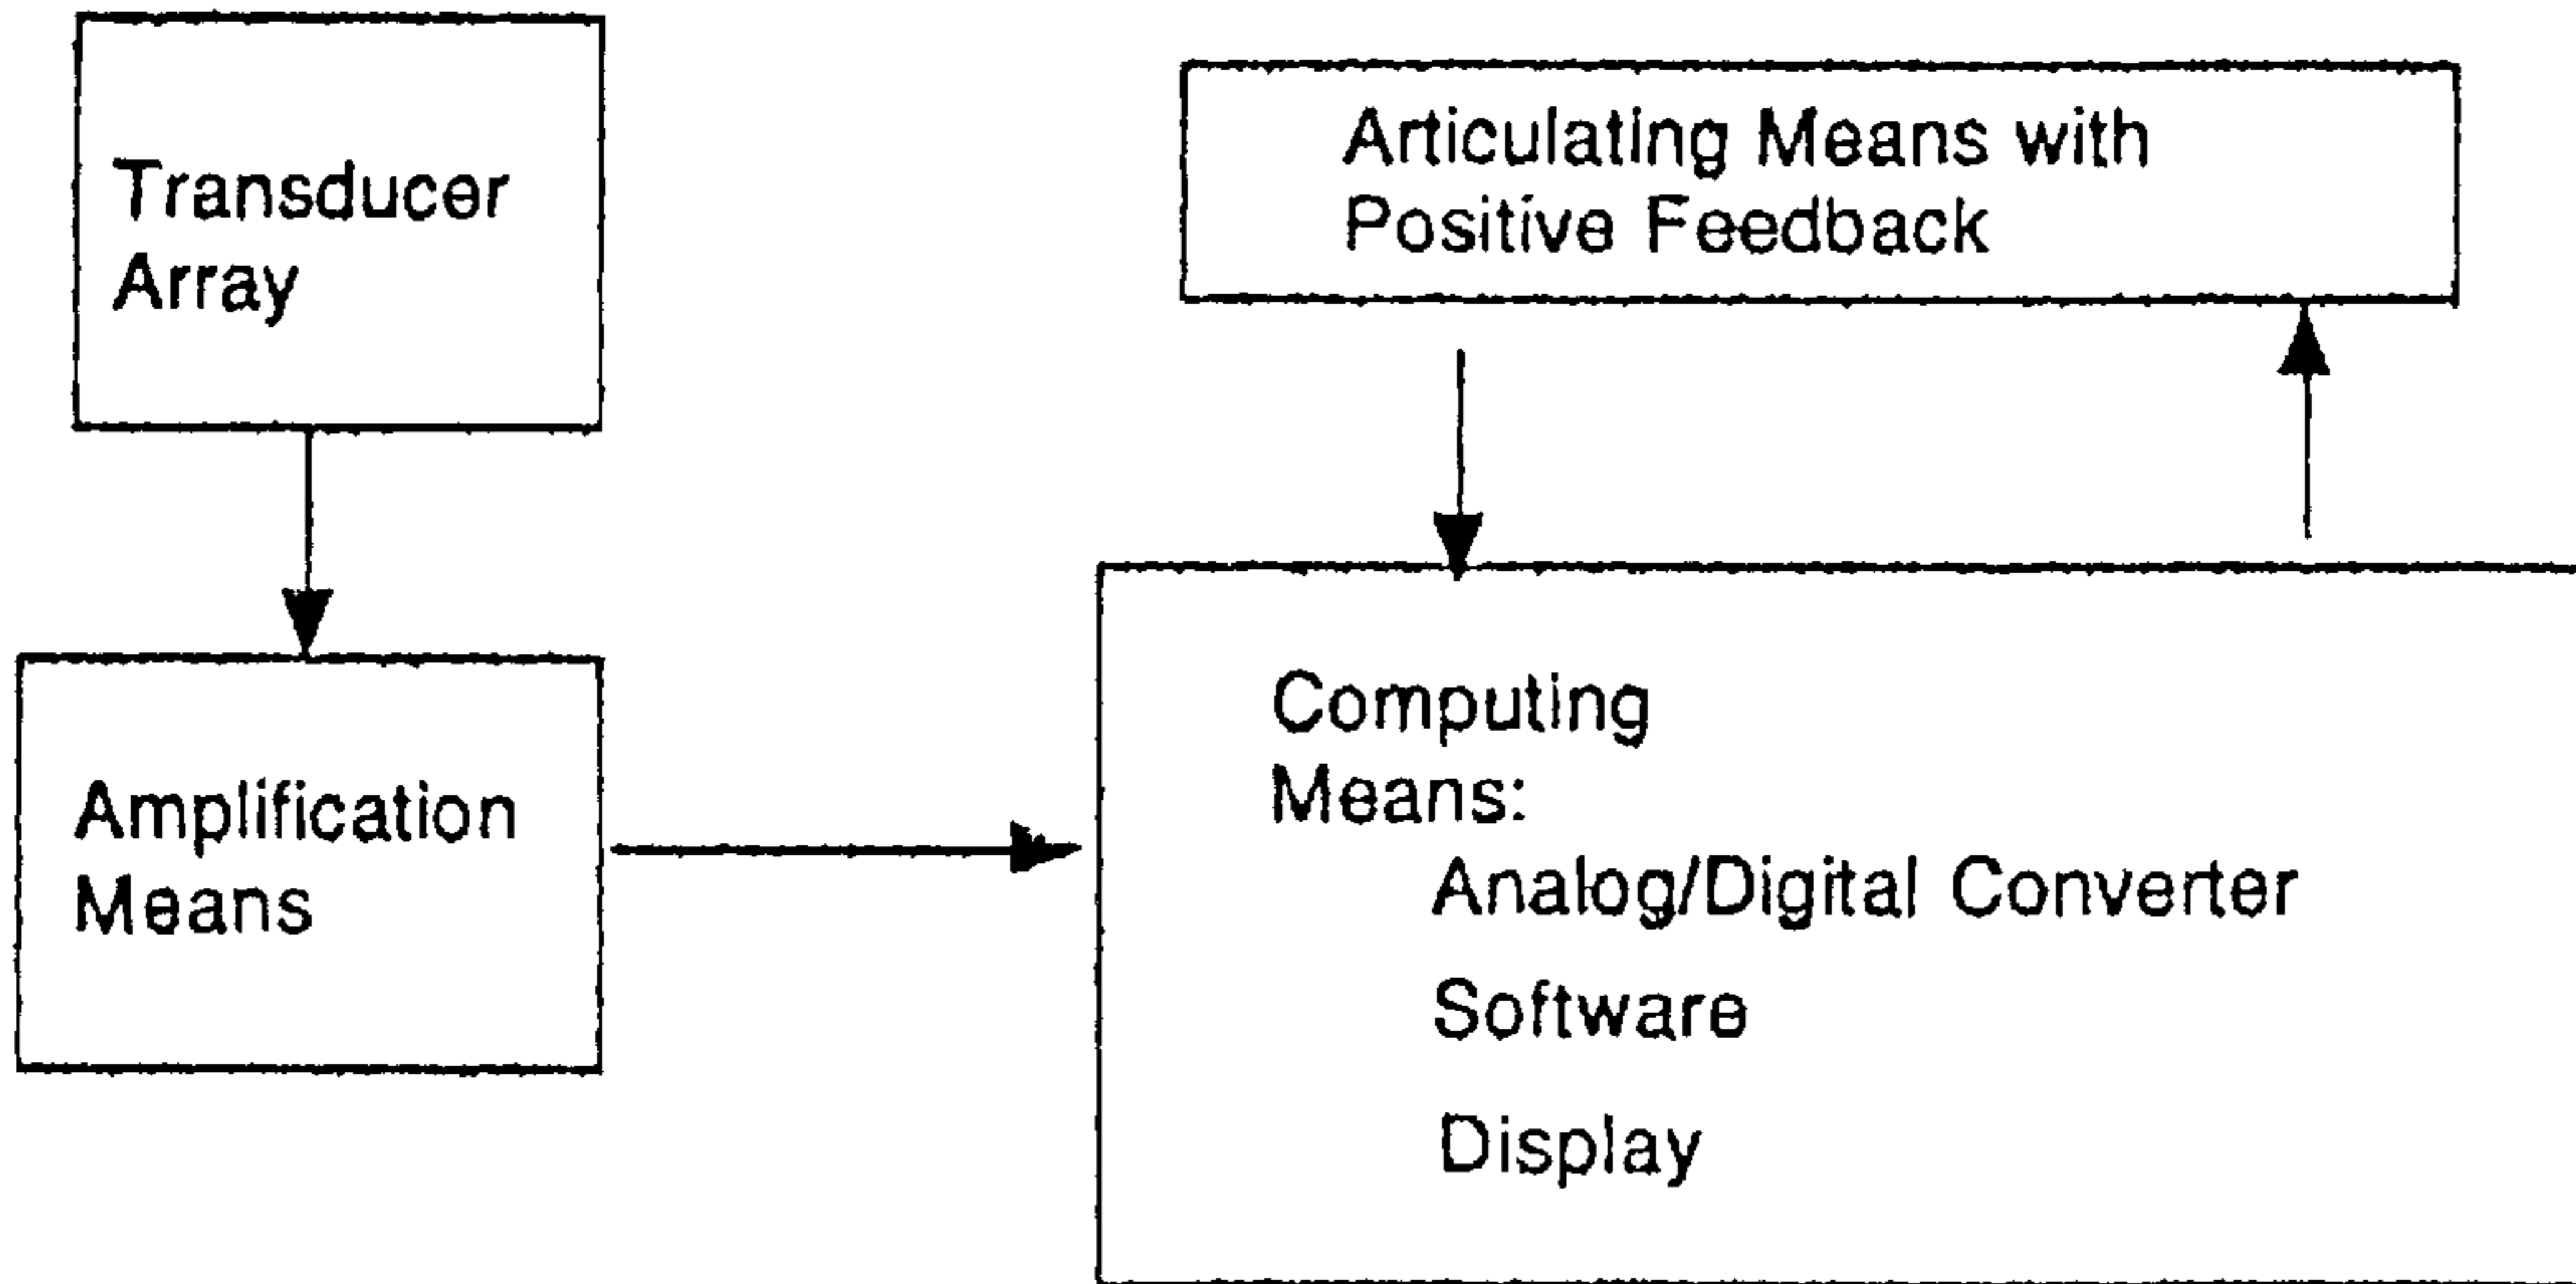 Transducer
Array
Articulating Means with
Positive Feedback
Amplification
Means
Computing
Means:
Analog/Digital Converter
Software
Display